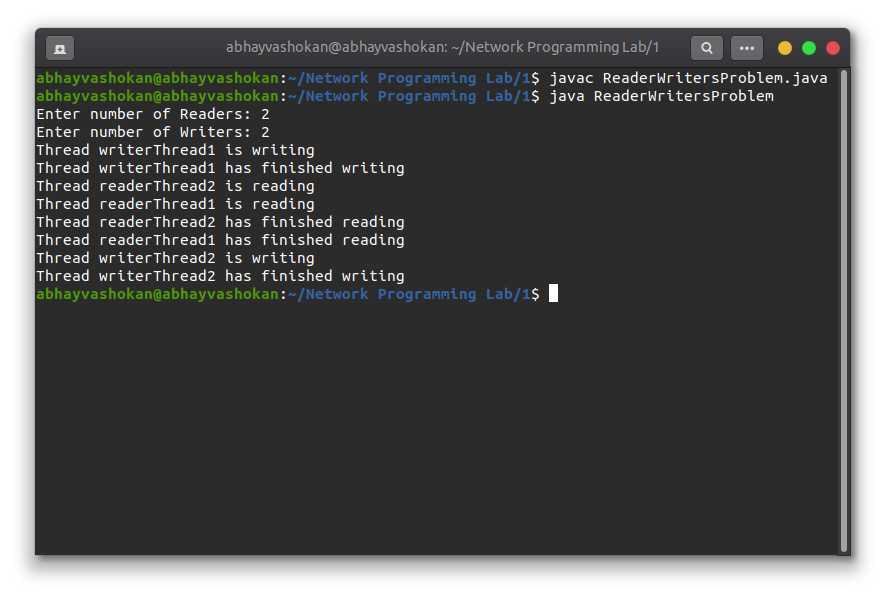 abhayvashokan@abhayvashokan: ~/Network Programming Lab/1
abhayvashokan@abhayvashokan:~/Network Programming Lab/1$ javac ReaderWritersProblem.java
abhayvashokan@abhayvashokan:~/Network Programming Lab/1$ java ReaderWritersProblem
Enter number of Readers: 2
Enter number of Writers: 2
Thread writerThread1 is writing
Thread writerThread1 has finished writing
Thread readerThread2 is reading
Thread readerThread1 is reading
Thread readerThread2 has finished reading
Thread readerThread1 has finished reading
Thread writerThread2 is writing
Thread writerThread2 has finished writing
abhayvashokan@abhayvashokan:~/Network Programming Lab/1$